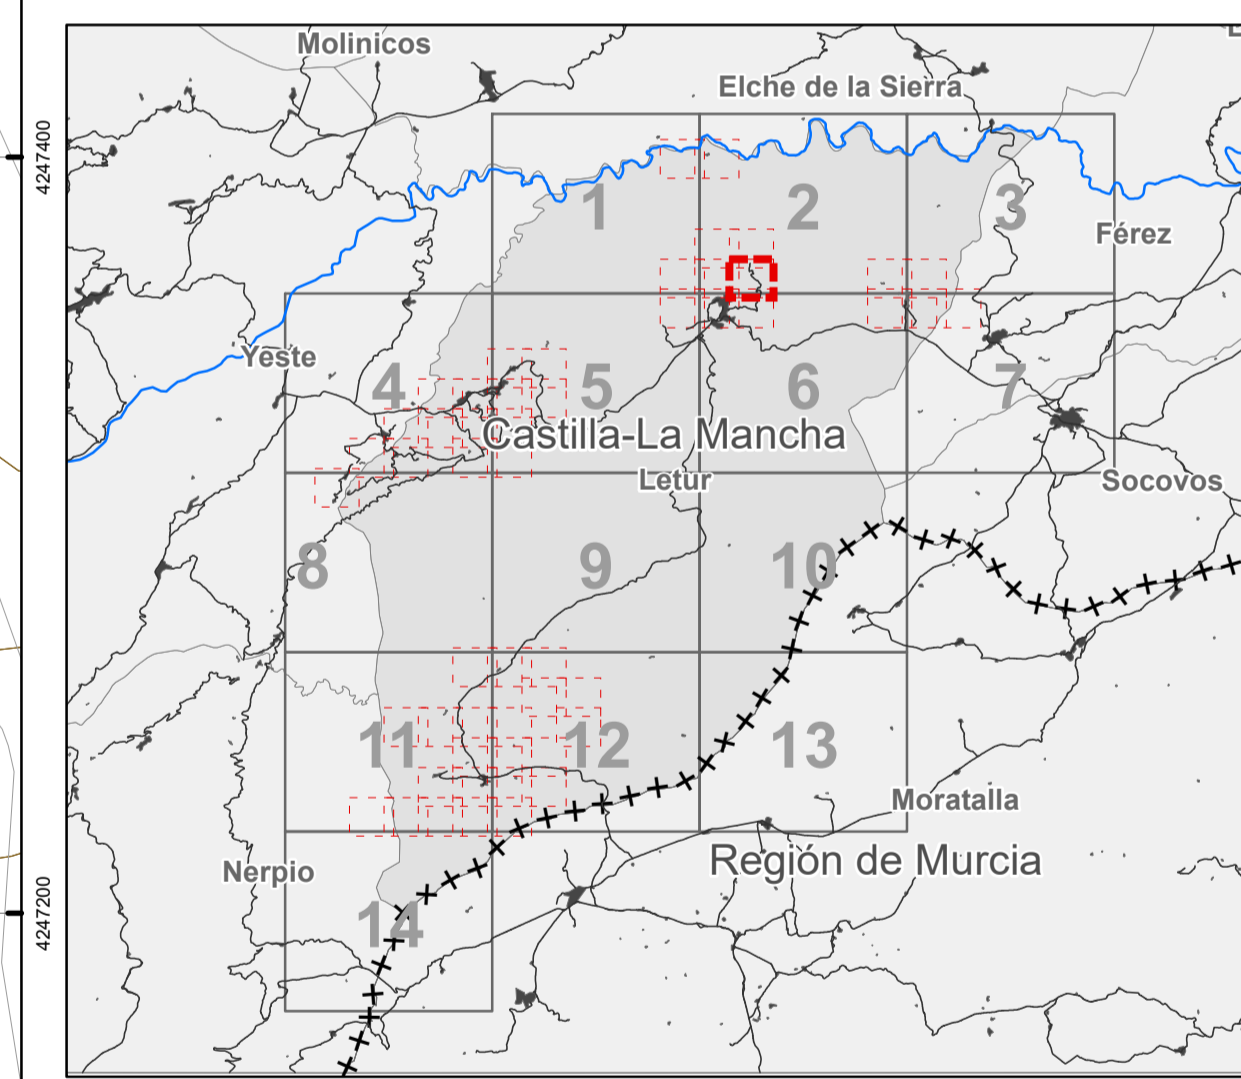 Molinicos
Elche de la Sierra
4247400
1
2
3
Férez
Yeste
4
5
6
7
Castilla-La Mancha
Letur
Socovos
8
9
10
11
12
13
Moratalla
Región de Murcia
Nerpio
4247200
14